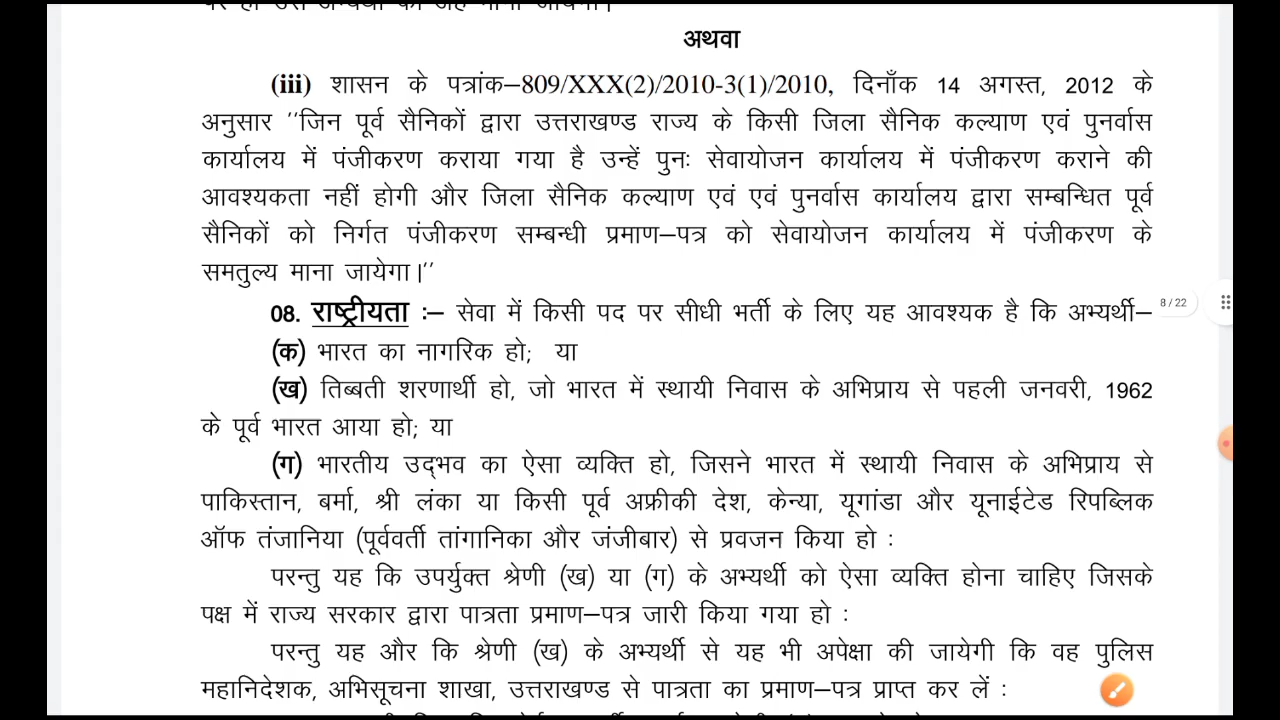 अथवा
(iii) शासन के पत्रांक–809/XXX(2)/2010-3(1)/2010, दिनाँक 14 अगस्त, 2012 के
अनुसार ''जिन पूर्व सैनिकों द्वारा उत्तराखण्ड राज्य के किसी जिला सैनिक कल्याण एवं पुनर्वास
कार्यालय में पंजीकरण कराया गया है उन्हें पुनः सेवायोजन कार्यालय में पंजीकरण कराने की
आवश्यकता नहीं होगी और जिला सैनिक कल्याण एवं एवं पुनर्वास कार्यालय द्वारा सम्बन्धित पूर्व
सैनिकों को निर्गत पंजीकरण सम्बन्धी प्रमाण–पत्र को सेवायोजन कार्यालय में पंजीकरण के
समतुल्य माना जायेगा।''
08. राष्ट्रीयता :– सेवा में किसी पद पर सीधी भर्ती के लिए यह आवश्यक है कि अभ्यर्थी–
8/22
(क) भारत का नागरिक हो; या
(ख) तिब्बती शरणार्थी हो, जो भारत में स्थायी निवास के अभिप्राय से पहली जनवरी, 1962
के पूर्व भारत आया हो; या
(ग) भारतीय उद्भव का ऐसा व्यक्ति हो, जिसने भारत में स्थायी निवास के अभिप्राय से
पाकिस्तान, बर्मा, श्री लंका या किसी पूर्व अफ्रीकी देश, केन्या, यूगांडा और यूनाईटेड रिपब्लिक
ऑफ तंजानिया (पूर्ववर्ती तांगानिका और जंजीबार) से प्रवजन किया हो :
परन्तु यह कि उपर्युक्त श्रेणी (ख) या (ग) के अभ्यर्थी को ऐसा व्यक्ति होना चाहिए जिसके
पक्ष में राज्य सरकार द्वारा पात्रता प्रमाण–पत्र जारी किया गया हो :
परन्तु यह और कि श्रेणी (ख) के अभ्यर्थी से यह भी अपेक्षा की जायेगी कि वह पुलिस
महानिदेशक, अभिसूचना शाखा, उत्तराखण्ड से पात्रता का प्रमाण–पत्र प्राप्त कर लें :